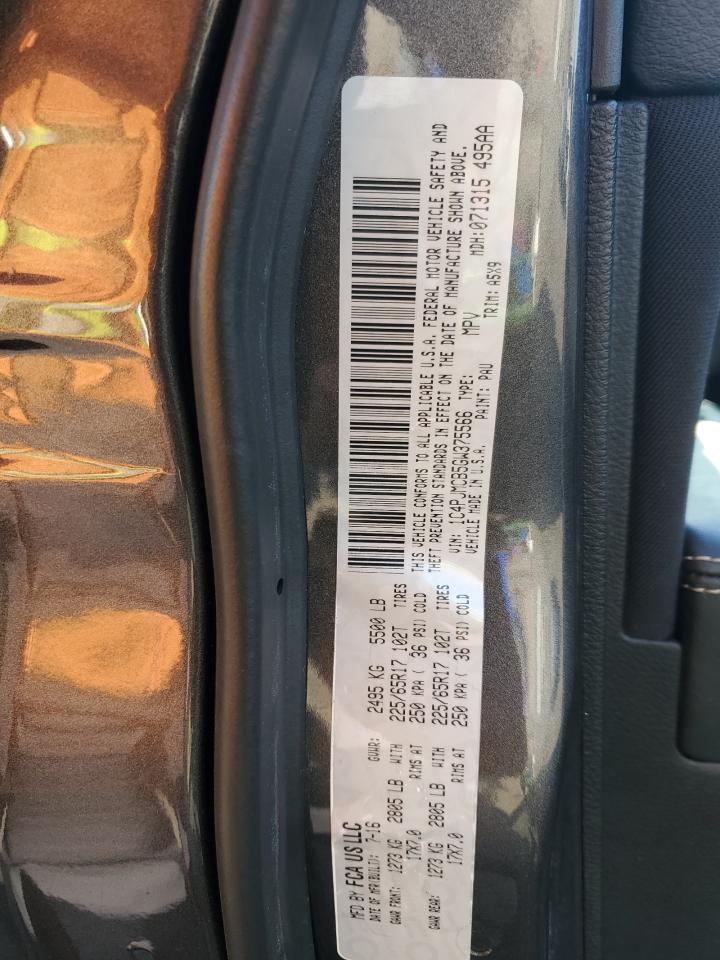 MFD BY FCA US LLC
DATE OF MFR(BUILT): 7-16 GVWR: 2495 KG 5500 LB
GAWR FRONT: 1273 KG 2805 LB WITH 225/65R17 102T TIRES
17X7.0 RIMS AT 250 KPA ( 36 PSI) COLD
GAWR REAR: 1273 KG 2805 LB WITH 225/65R17 102T TIRES
17X7.0 RIMS AT 250 KPA ( 36 PSI) COLD
THIS VEHICLE CONFORMS TO ALL APPLICABLE U.S.A. FEDERAL MOTOR VEHICLE SAFETY AND
THEFT PREVENTION STANDARDS IN EFFECT ON THE DATE OF MANUFACTURE SHOWN ABOVE.
VIN: 1C4PJMCB5GW375566 TYPE: MPV MDH:071315 495AA
VEHICLE MADE IN U.S.A. PAINT: PAU TRIM: A5X9